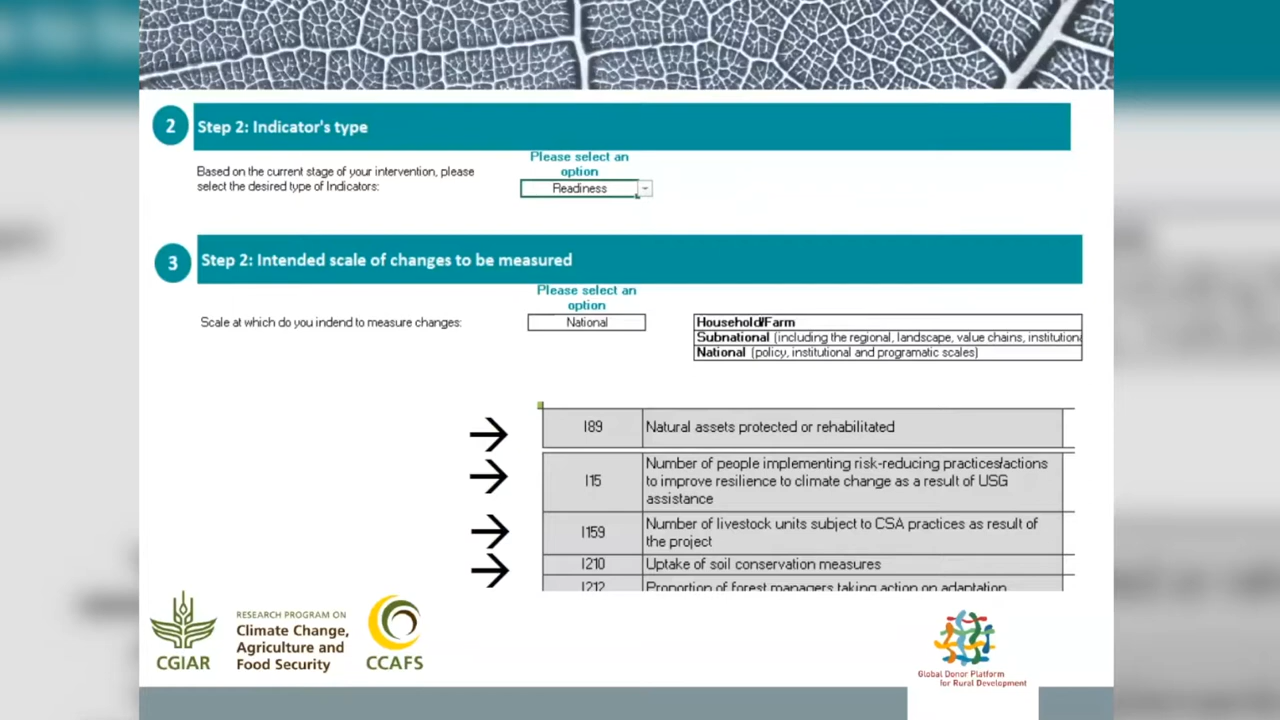 2
Step 2: Indicator's type
Please select an
option
Based on the current stage of your intervention, please
select the desired type of Indicators:
Readiness
3
Step 2: Intended scale of changes to be measured
Please select an
option
Scale at which do you indend to measure changes:
National
Household/Farm
Subnational (including the regional, landscape, value chains, institution
National (policy, institutional and programatic scales)
I89 Natural assets protected or rehabilitated
I15 Number of people implementing risk-reducing practices/actions
to improve resilience to climate change as a result of USG
assistance
I159 Number of livestock units subject to CSA practices as result of
the project
I210 Uptake of soil conservation measures
I212 Proportion of forest managers taking action on adaptation
CGIAR
RESEARCH PROGRAM ON
Climate Change,
Agriculture and
Food Security
CCAFS
Global Donor Platform
for Rural Development